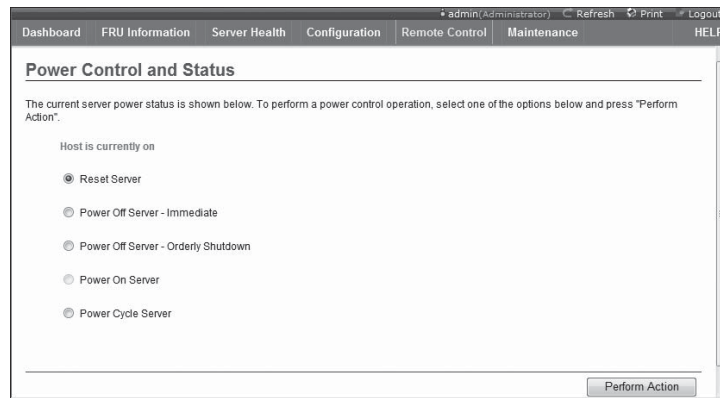 admin(Administrator) Refresh Print Logout
Dashboard FRU Information Server Health Configuration Remote Control Maintenance HELP
Power Control and Status
The current server power status is shown below. To perform a power control operation, select one of the options below and press "Perform
Action".
Host is currently on
Reset Server
Power Off Server - Immediate
Power Off Server - Orderly Shutdown
Power On Server
Power Cycle Server
Perform Action